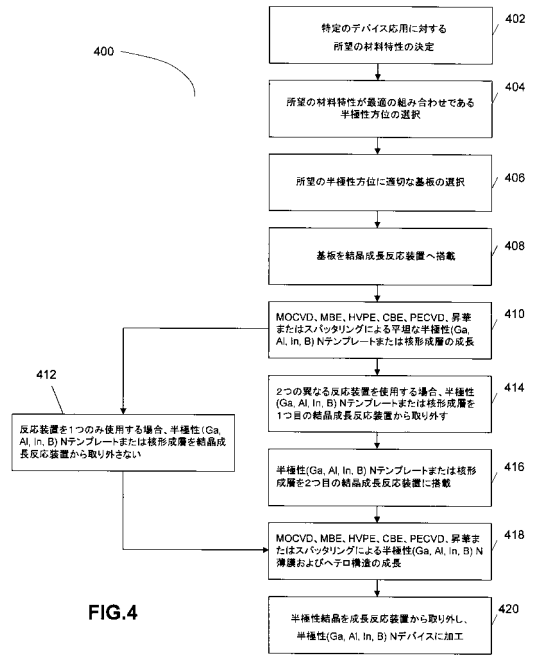 400
特定のデバイス応用に対する
所望の材料特性の決定
402
所望の材料特性が最適の組み合わせである
半極性方位の選択
404
所望の半極性方位に適切な基板の選択
406
基板を結晶成長反応装置へ搭載
408
MOCVD、MBE、HVPE、CBE、PECVD、昇華
またはスパッタリングによる平坦な半極性(Ga,
Al, In, B) Nテンプレートまたは核形成層の成長
410
412
反応装置を1つのみ使用する場合、半極性(Ga,
Al, In, B) Nテンプレートまたは核形成層を結晶成
長反応装置から取り外さない
2つの異なる反応装置を使用する場合、半極性
(Ga, Al, In, B) Nテンプレートまたは核形成層を
1つ目の結晶成長反応装置から取り外す
414
半極性(Ga, Al, In, B) Nテンプレートまたは核形
成層を2つ目の結晶成長反応装置に搭載
416
MOCVD、MBE、HVPE、CBE、PECVD、昇華ま
たはスパッタリングによる半極性(Ga, Al, In, B) N
薄膜およびヘテロ構造の成長
418
半極性結晶を成長反応装置から取り外し、
半極性(Ga, Al, In, B) Nデバイスに加工
420
FIG.4